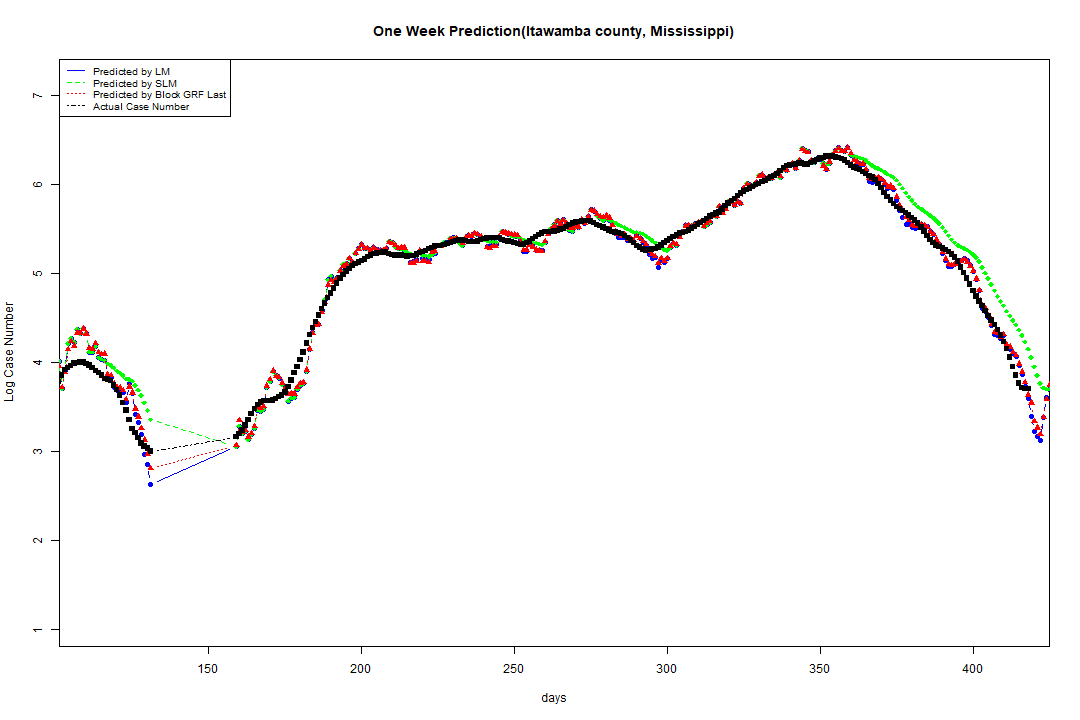 One Week Prediction(Itawamba county, Mississippi)
Predicted by LM
Predicted by SLM
Predicted by Block GRF Last
Actual Case Number
Log Case Number
7
6
5
4
3
2
1
150
200
250
300
350
400
days